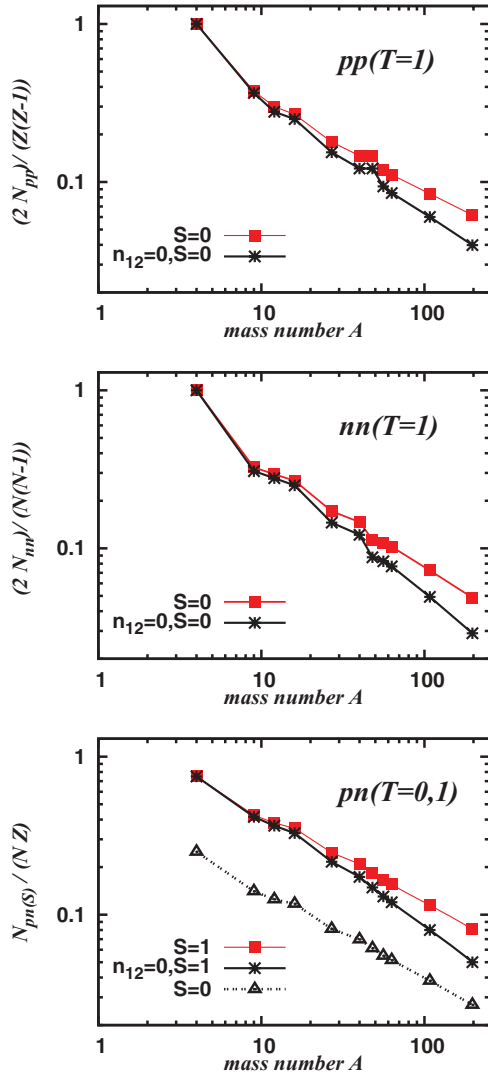 1
0.1
(2 N_pp)/ (Z(Z-1))
pp(T=1)
S=0
n_12=0,S=0
1 10 100
mass number A
1
0.1
(2 N_nn)/ (N(N-1))
nn(T=1)
S=0
n_12=0,S=0
1 10 100
mass number A
1
0.1
N_pn(S) / (N Z)
pn(T=0,1)
S=1
n_12=0,S=1
S=0
1 10 100
mass number A